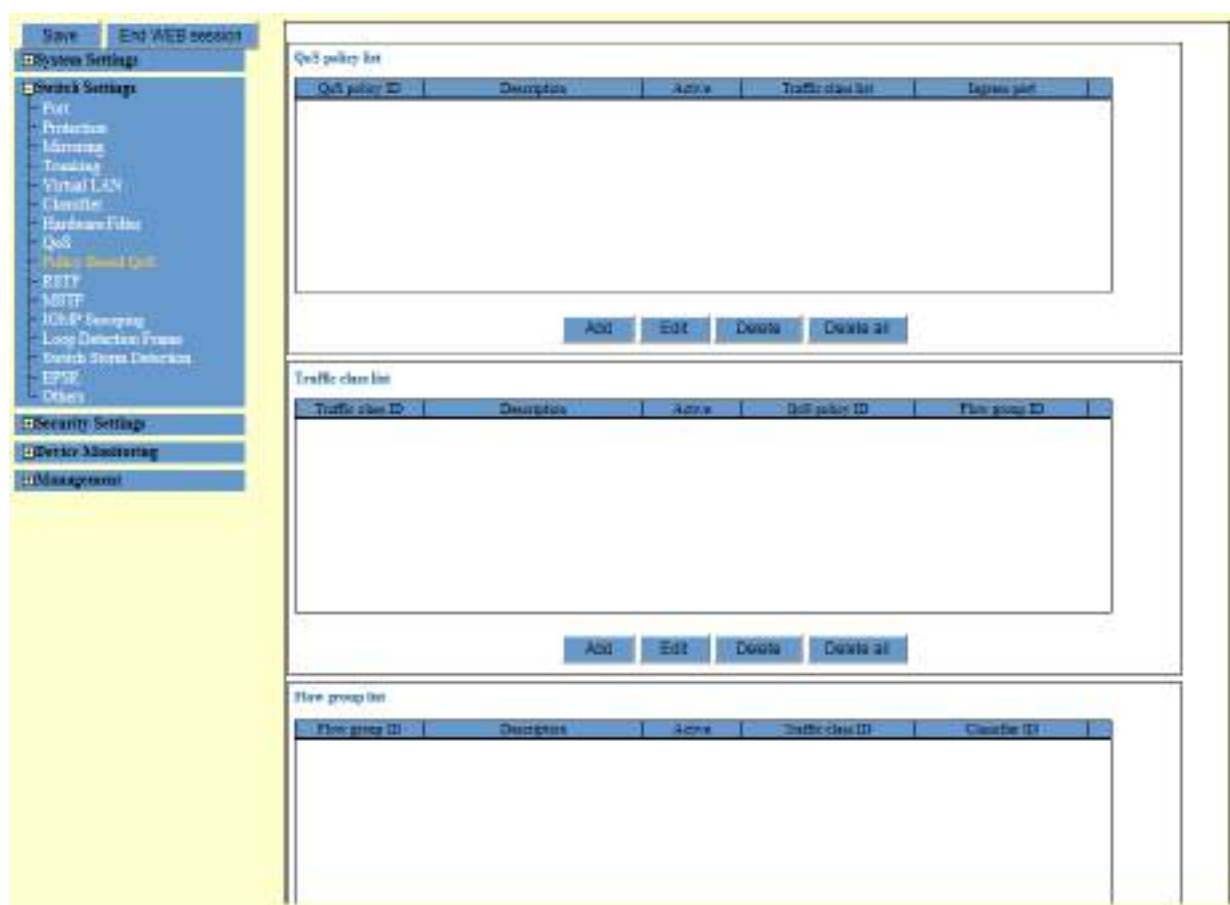 Save End WEB session
System Settings
Switch Settings
Port
Protection
Mirroring
Trunking
Virtual LAN
Classifier
Hardware Filter
QoS
Policy Based QoS
RSTP
MSTP
IGMP Snooping
Loop Detection Frame
Switch Storm Detection
EPSR
Others
Security Settings
Device Monitoring
Management
QoS policy list
QoS policy ID Description Active Traffic class list Ingress port
Add Edit Delete Delete all
Traffic class list
Traffic class ID Description Active QoS policy ID Flow group ID
Add Edit Delete Delete all
Flow group list
Flow group ID Description Active Traffic class ID Classifier ID